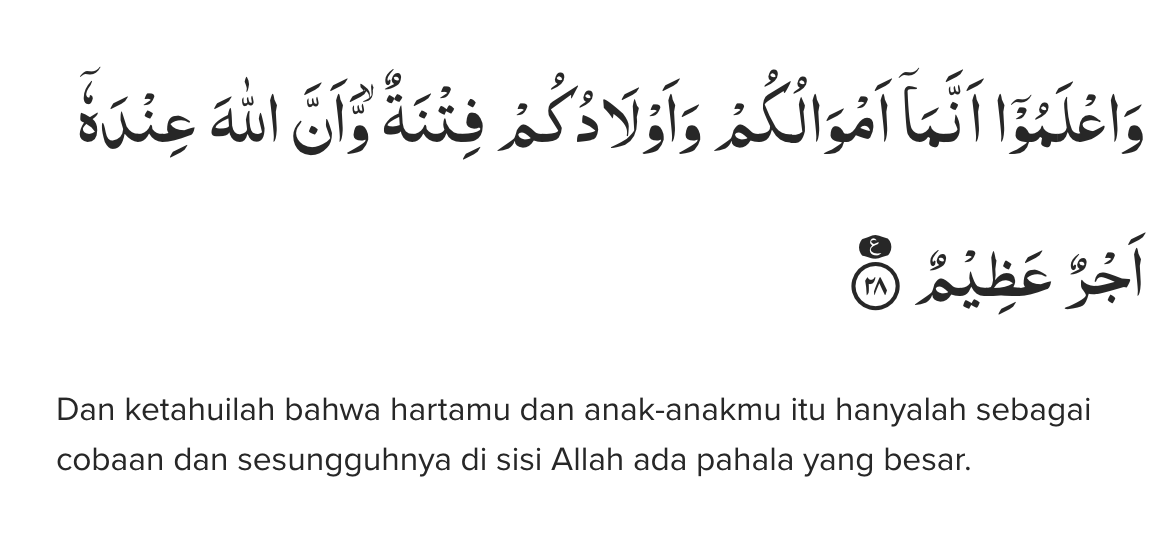 وَاعْلَمُوْٓا اَنَّمَآ اَمْوَالُكُمْ وَاَوْلَادُكُمْ فِتْنَةٌ ۙوَّاَنَّ اللّٰهَ عِنْدَهٗٓ
اَجْرٌ عَظِيْمٌ ࣖ ٢٨
Dan ketahuilah bahwa hartamu dan anak-anakmu itu hanyalah sebagai
cobaan dan sesungguhnya di sisi Allah ada pahala yang besar.